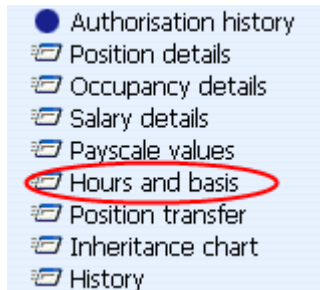 Authorisation history
Position details
Occupancy details
Salary details
Payscale values
Hours and basis
Position transfer
Inheritance chart
History